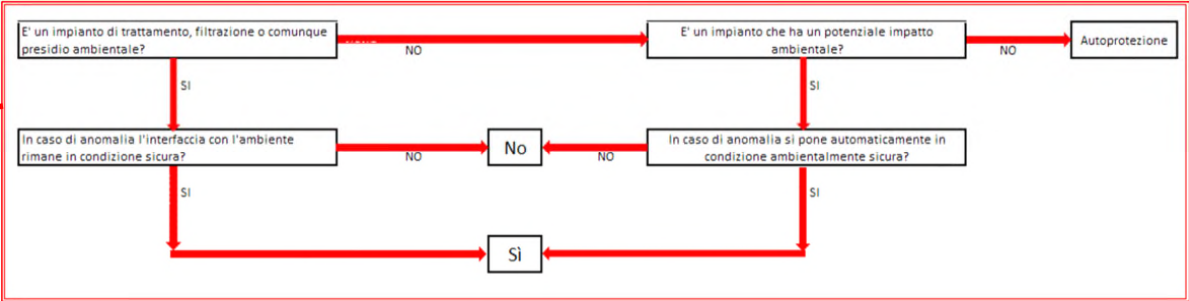 E' un impianto di trattamento, filtrazione o comunque
presidio ambientale?
NO
E' un impianto che ha un potenziale impatto
ambientale?
NO
Autoprotezione
SI
SI
In caso di anomalia l'interfaccia con l'ambiente
rimane in condizione sicura?
NO
No
NO
In caso di anomalia si pone automaticamente in
condizione ambientalmente sicura?
SI
SI
Sì